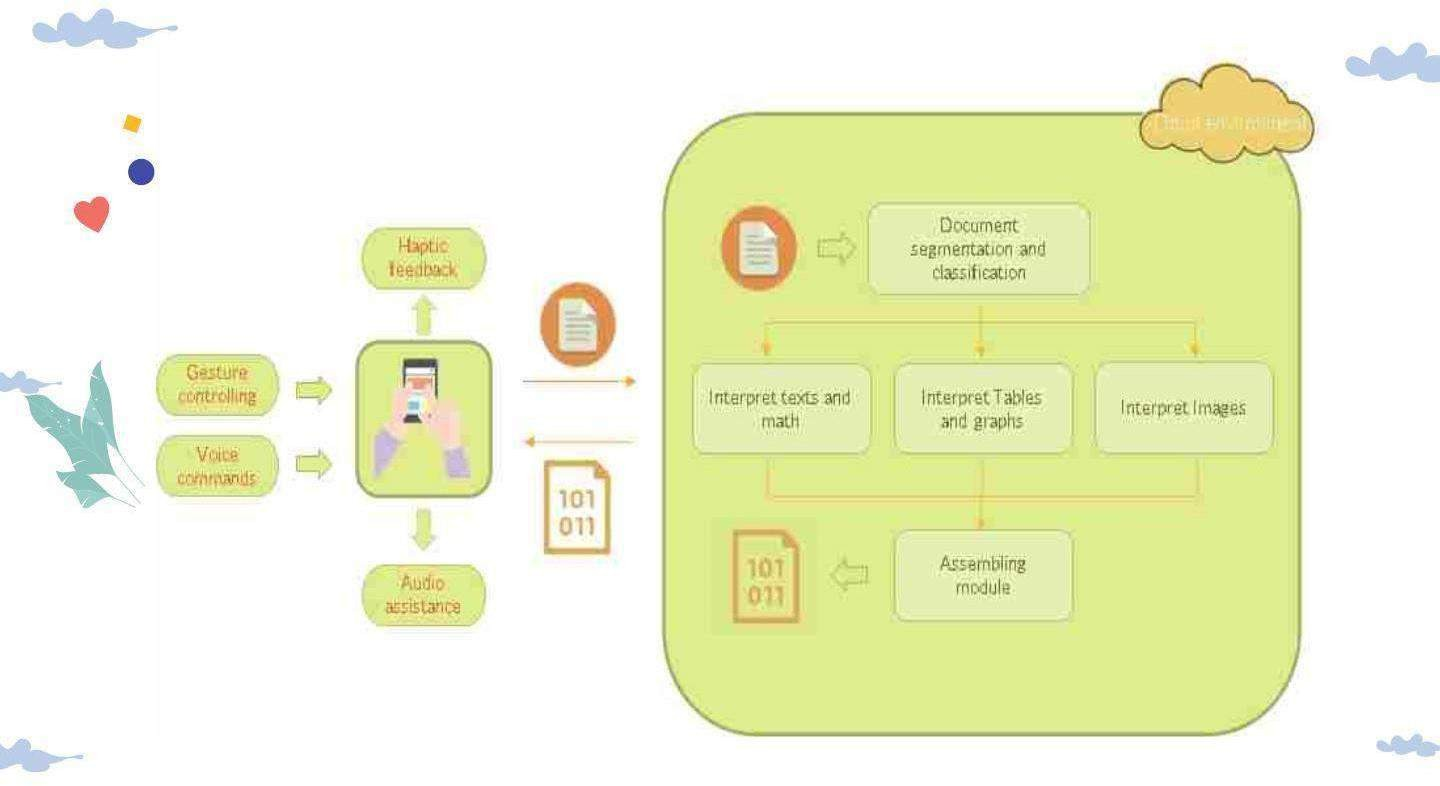 Cloud environment
Document
segmentation and
classification
Haptic
feedback
Gesture
controlling
Voice
commands
Interpret texts and
math
Interpret Tables
and graphs
Interpret Images
101
011
Assembling
module
101
011
Audio
assistance